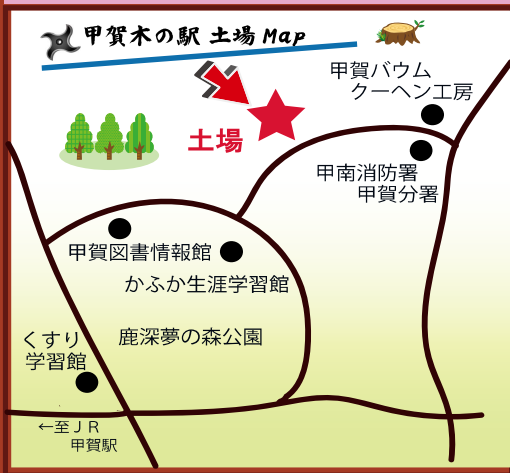 甲賀木の駅 土場 Map
甲賀バウム
クーヘン工房
土場
甲南消防署
甲賀分署
甲賀図書情報館
かふか生涯学習館
鹿深夢の森公園
くすり
学習館
←至JR
甲賀駅